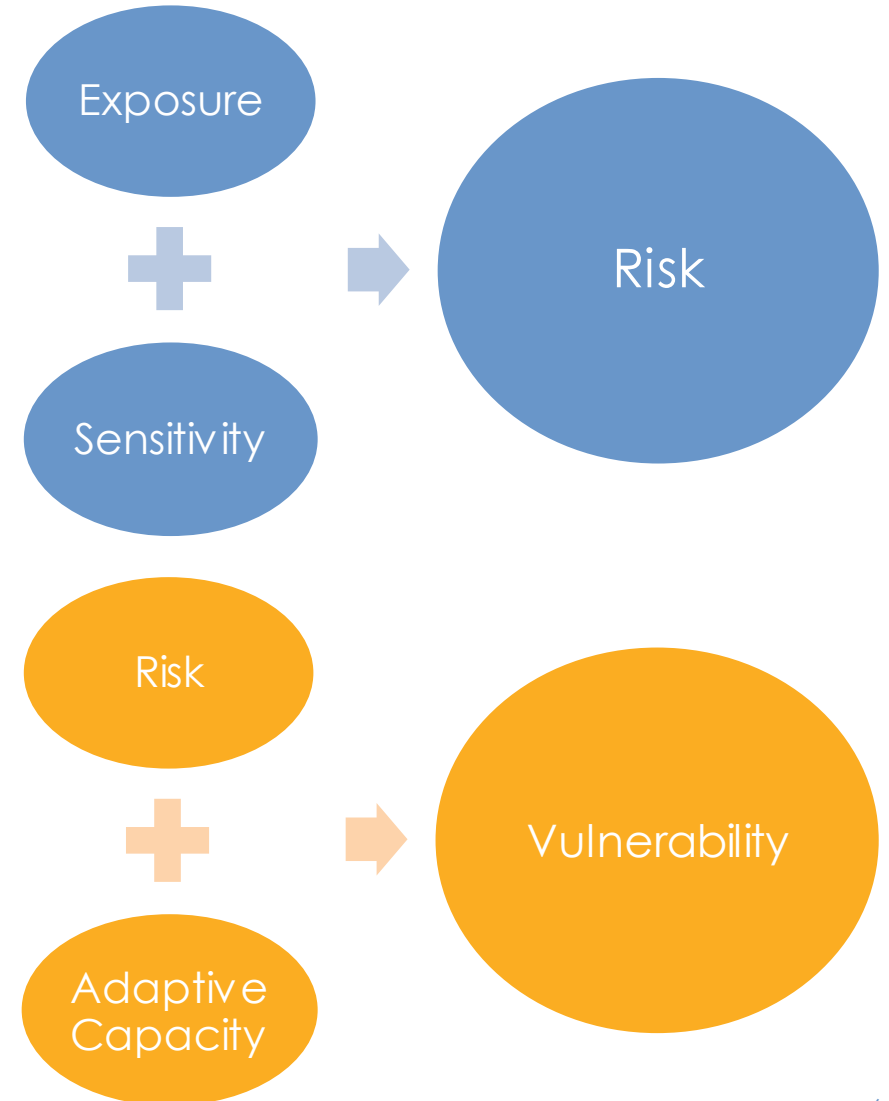 Exposure
Sensitivity
Risk
Risk
Adaptive
Capacity
Vulnerability